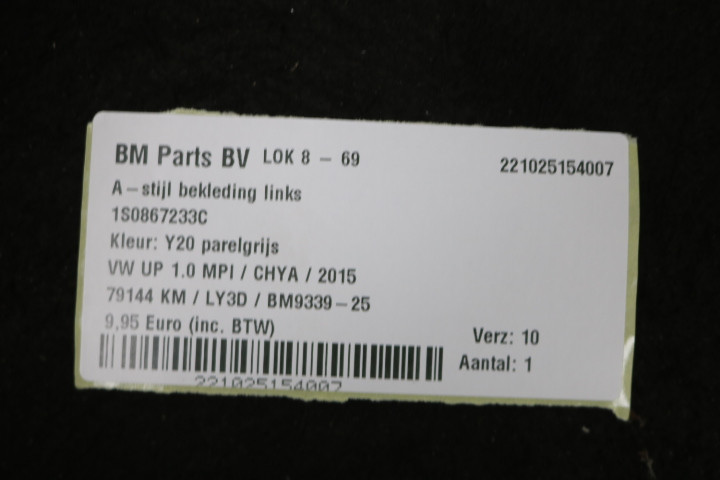 BM Parts BV LOK 8 - 69 221025154007
A-stijl bekleding links
1S0867233C
Kleur: Y20 parelgrijs
VW UP 1.0 MPI / CHYA / 2015
79144 KM / LY3D / BM9339-25
9,95 Euro (inc. BTW)
Verz: 10
Aantal: 1
221025154007